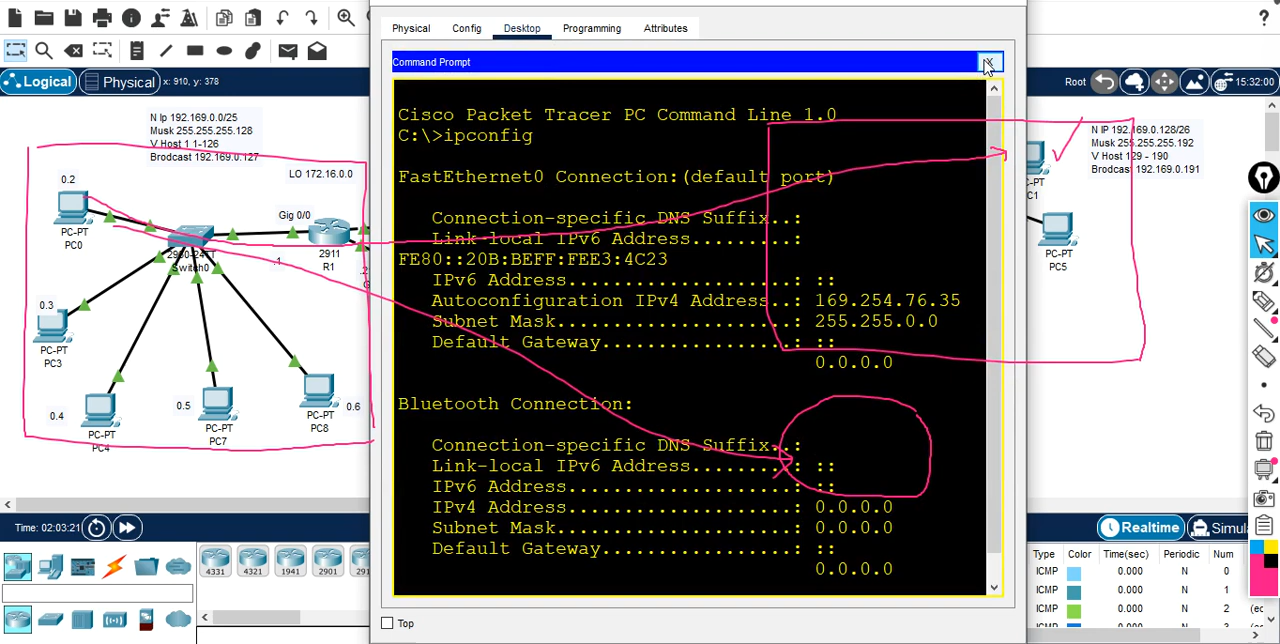 Physical Config Desktop Programming Attributes
?
Command Prompt X
Logical Physical x: 910, y: 378
Root 15:32:00
N Ip 192.169.0.0/25
Musk 255.255.255.128
V Host 1 1-126
Brodcast 192.169.0.127
LO 172.16.0.0
0.2
PC-PT
PC0
Gig 0/0
Switch0
2911
R1
.1
0.3
PC-PT
PC3
0.4
PC-PT
PC4
0.5
PC-PT
PC7
0.6
PC-PT
PC8
Cisco Packet Tracer PC Command Line 1.0
C:\>ipconfig
FastEthernet0 Connection:(default port)
Connection-specific DNS Suffix..:
Link-local IPv6 Address.........: FE80::20B:BEFF:FEE3:4C23
IPv6 Address....................: ::
Autoconfiguration IPv4 Address..: 169.254.76.35
Subnet Mask.....................: 255.255.0.0
Default Gateway.................: ::
0.0.0.0
Bluetooth Connection:
Connection-specific DNS Suffix..:
Link-local IPv6 Address.........: ::
IPv6 Address....................: ::
IPv4 Address....................: 0.0.0.0
Subnet Mask.....................: 0.0.0.0
Default Gateway.................: ::
0.0.0.0
Top
N IP 192.169.0.128/26
Musk 255.255.255.192
V Host 129 - 190
Brodcast 192.169.0.191
PC5
Time: 02:03:21
Realtime
4331 4321 1941 2901
Type Color Time(sec) Periodic Num
ICMP 0.000 N 0
ICMP 0.000 N 1
ICMP 0.000 N 2